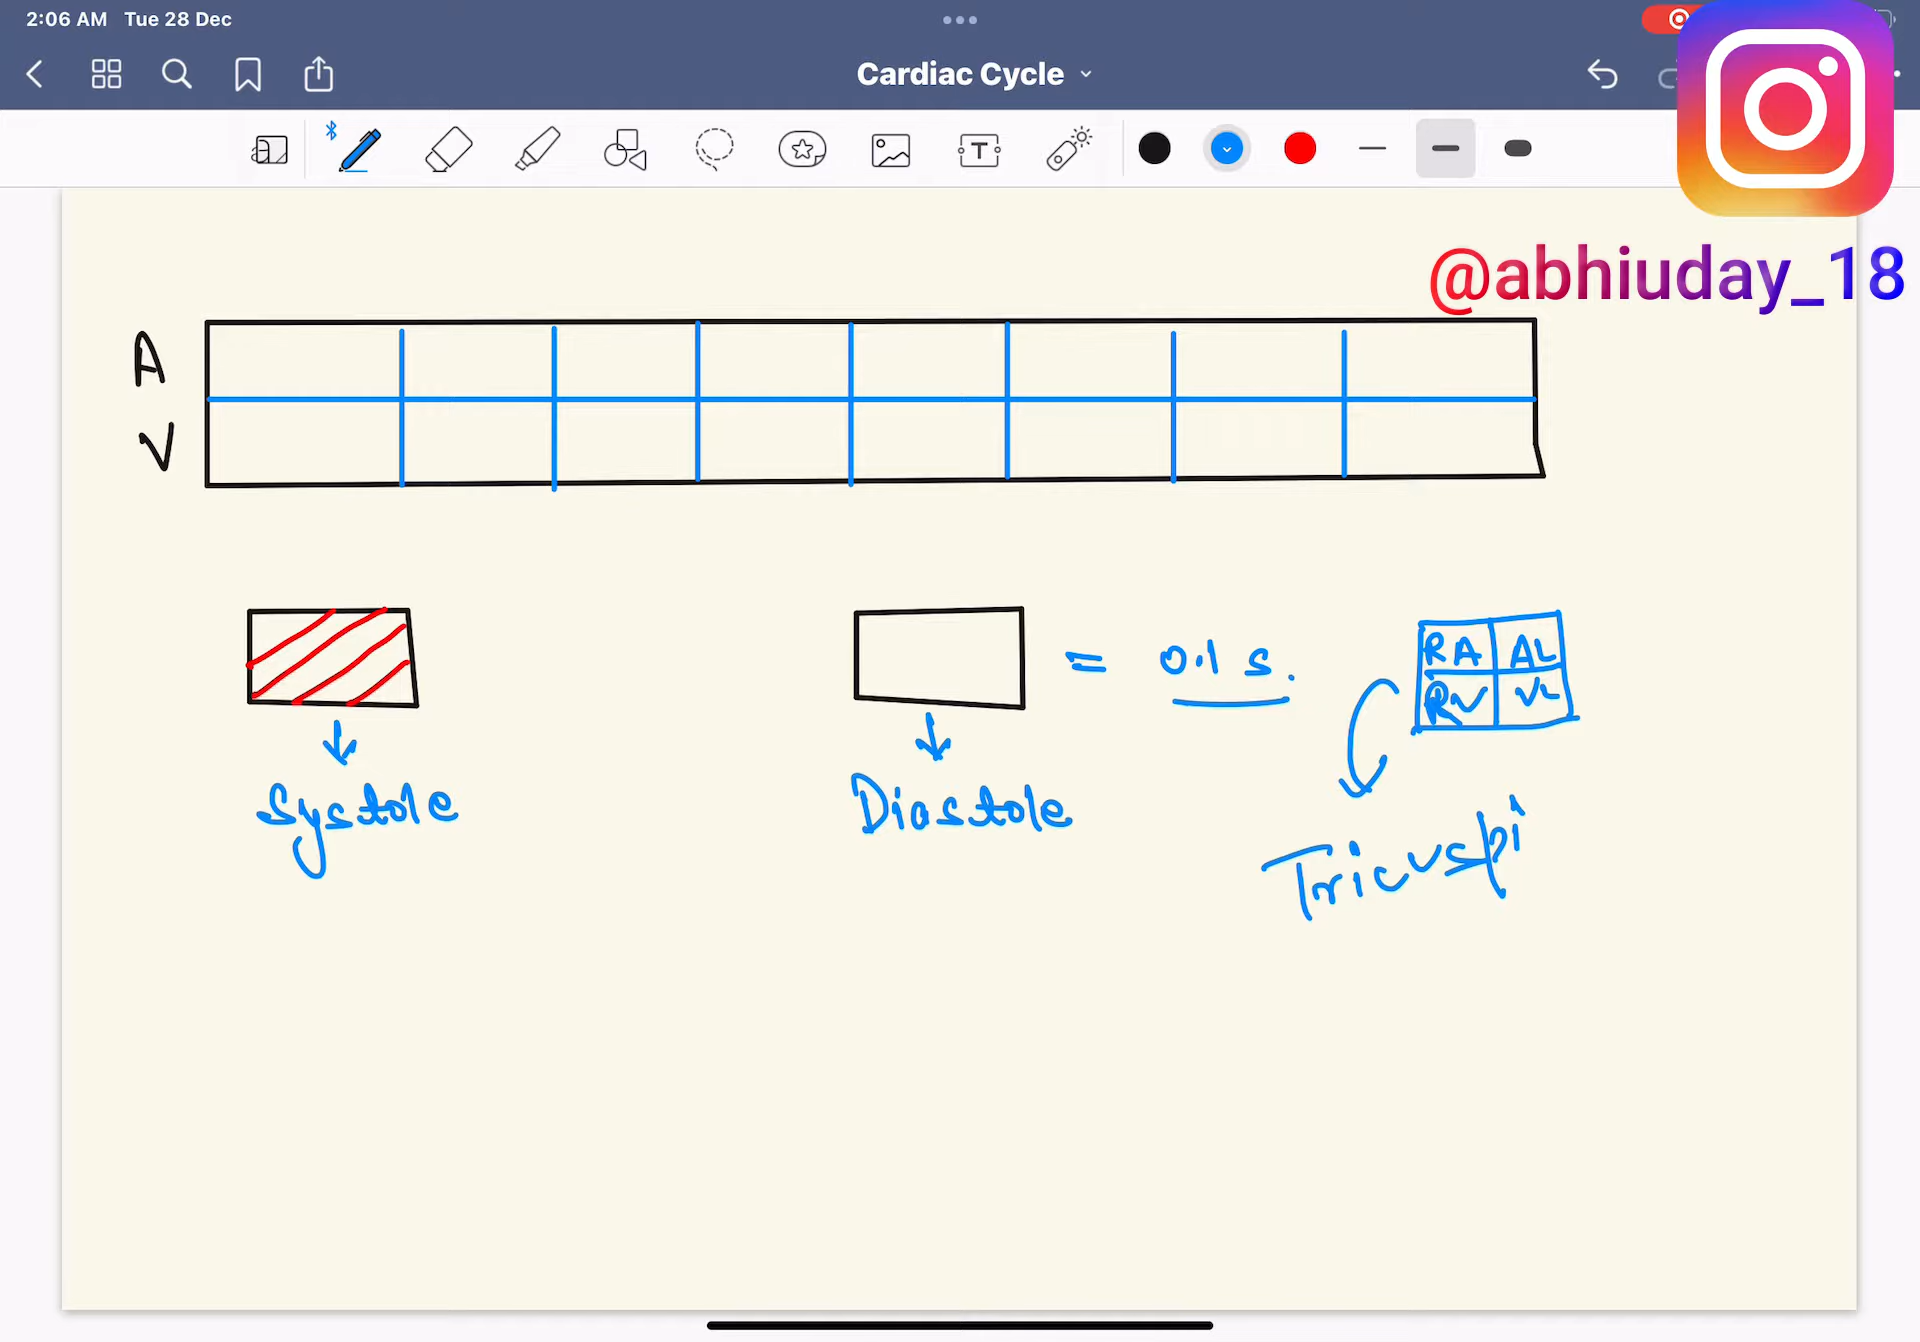 2:06 AM Tue 28 Dec
Cardiac Cycle
@abhiuday_18
A
V
= 0.1 s.
RA AL
RV VL
Systole
Diastole
Tricuspi